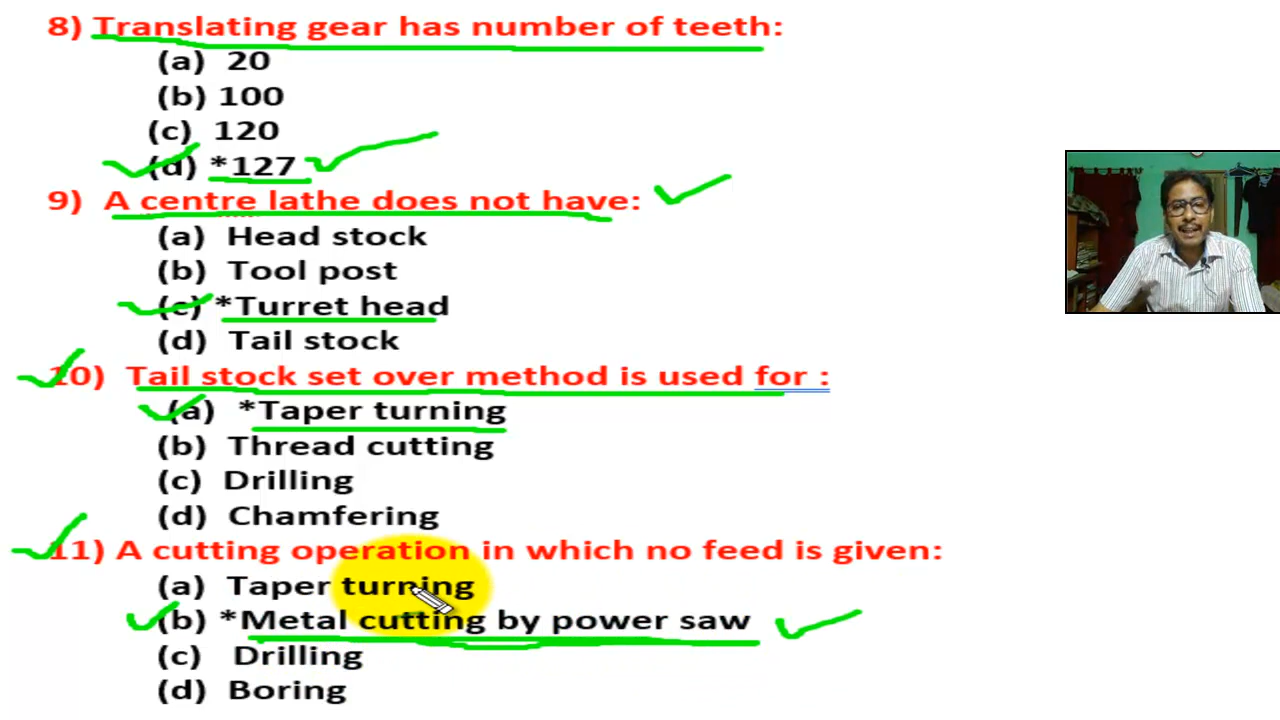 8) Translating gear has number of teeth:
(a) 20
(b) 100
(c) 120
(d) *127
9) A centre lathe does not have:
(a) Head stock
(b) Tool post
(c) *Turret head
(d) Tail stock
10) Tail stock set over method is used for :
(a) *Taper turning
(b) Thread cutting
(c) Drilling
(d) Chamfering
11) A cutting operation in which no feed is given:
(a) Taper turning
(b) *Metal cutting by power saw
(c) Drilling
(d) Boring